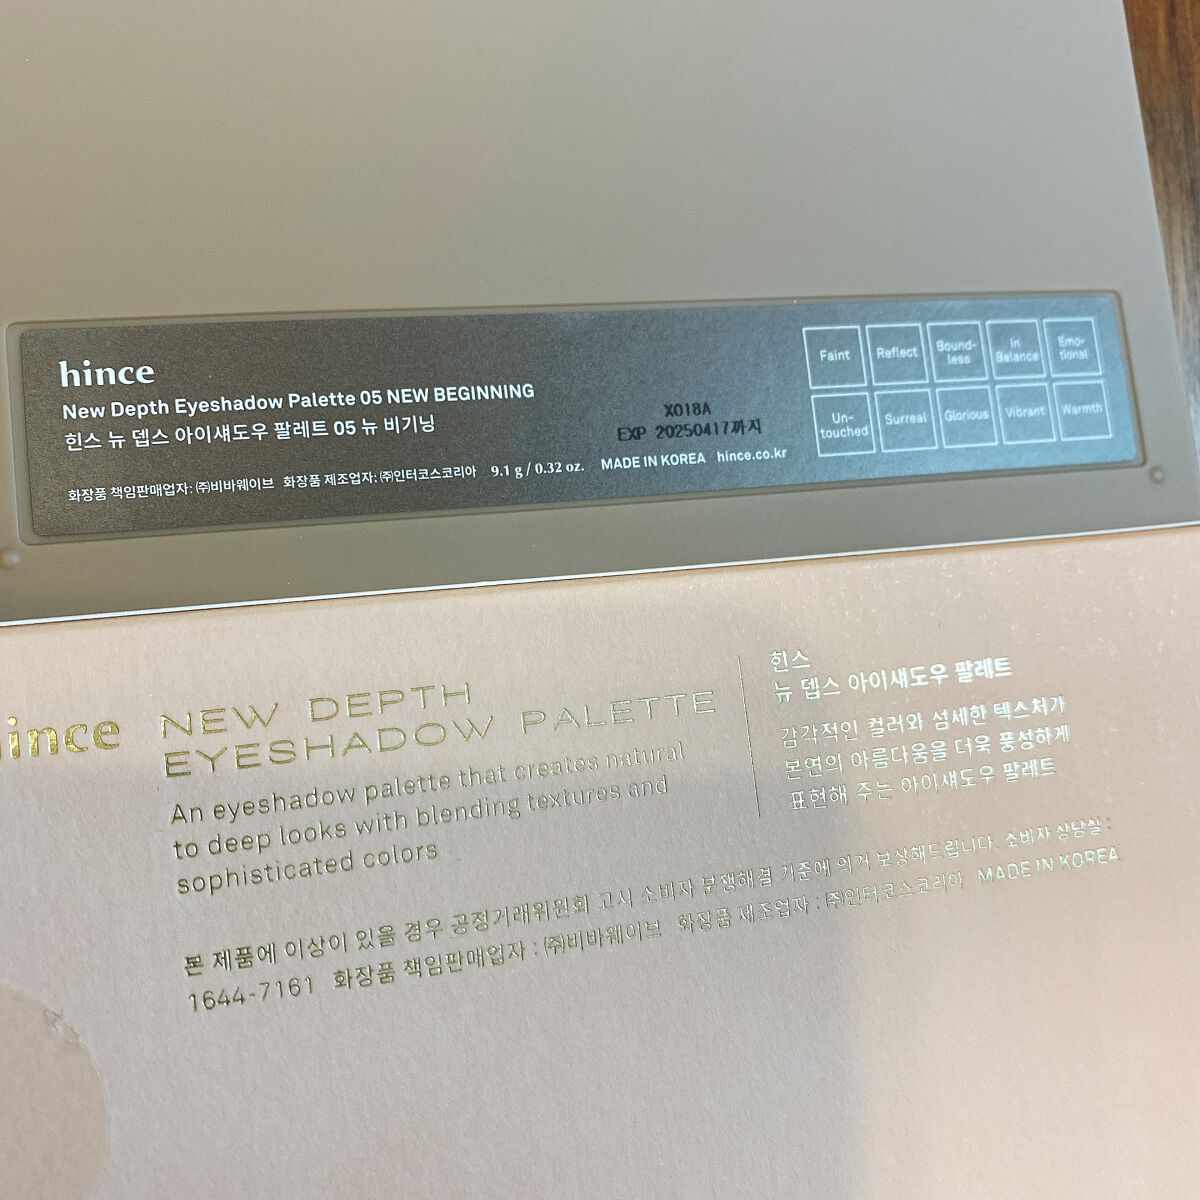 hince
New Depth Eyeshadow Palette 05 NEW BEGINNING
힌스 뉴 뎁스 아이섀도우 팔레트 05 뉴 비기닝
X018A
EXP 20250417까지
화장품 책임판매업자: ㈜비바웨이브 화장품 제조업자: ㈜인터코스코리아 9.1 g / 0.32 oz. MADE IN KOREA hince.co.kr
Faint
Reflect
Bound-
less
In
Balance
Emo-
tional
Un-
touched
Surreal
Glorious
Vibrant
Warmth
hince
NEW DEPTH
EYESHADOW PALETTE
An eyeshadow palette that creates natural
to deep looks with blending textures and
sophisticated colors
힌스
뉴 뎁스 아이섀도우 팔레트
감각적인 컬러와 섬세한 텍스처가
본연의 아름다움을 더욱 풍성하게
표현해 주는 아이섀도우 팔레트
본 제품에 이상이 있을 경우 공정거래위원회 고시 소비자 분쟁해결 기준에 의거 보상해드립니다. 소비자 상담실 :
1644-7161 화장품 책임판매업자 : ㈜비바웨이브 화장품 제조업자 : ㈜인터코스코리아 MADE IN KOREA